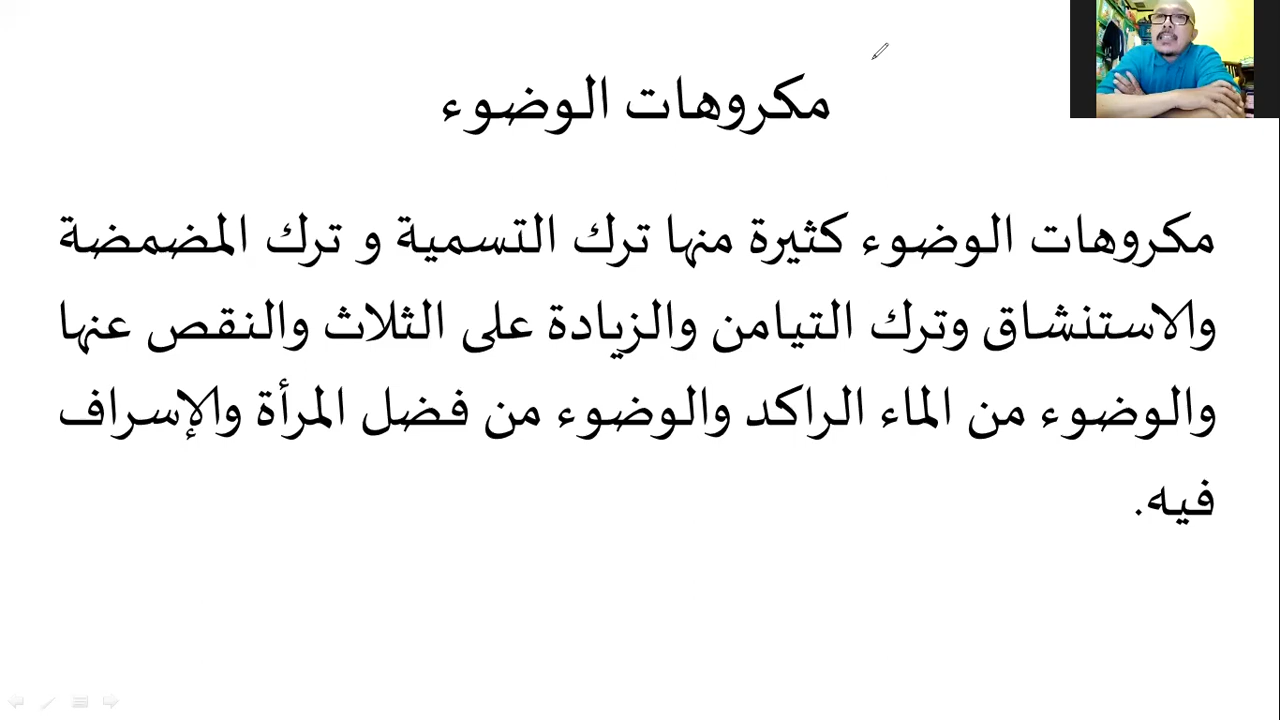 مكروهات الوضوء
مكروهات الوضوء كثيرة منها ترك التسمية و ترك المضمضة
والاستنشاق وترك التيامن والزيادة على الثلاث والنقص عنها
والوضوء من الماء الراكد والوضوء من فضل المرأة والإسراف
فيه.